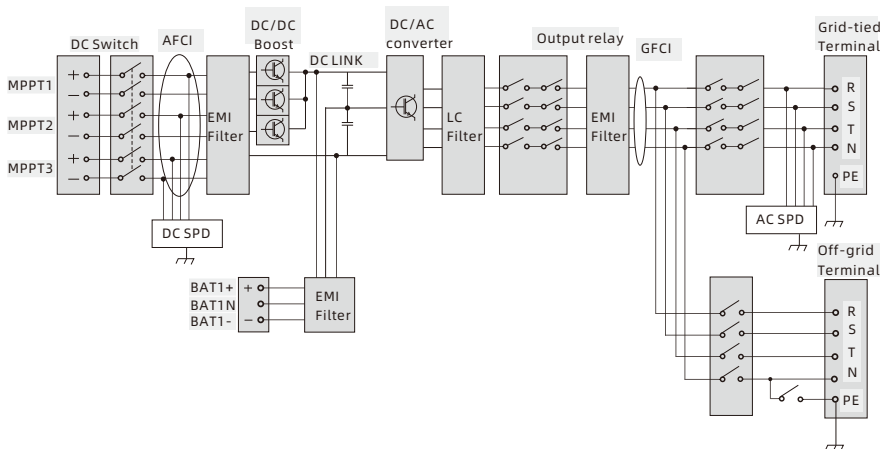 DC Switch
AFCI
DC/DC
Boost
DC LINK
DC/AC
converter
Output relay
GFCI
Grid-tied
Terminal
MPPT1
+
−
MPPT2
+
−
MPPT3
+
−
EMI
Filter
LC
Filter
EMI
Filter
R
S
T
N
PE
DC SPD
AC SPD
BAT1+
+
BAT1N
BAT1-
−
EMI
Filter
Off-grid
Terminal
R
S
T
N
PE